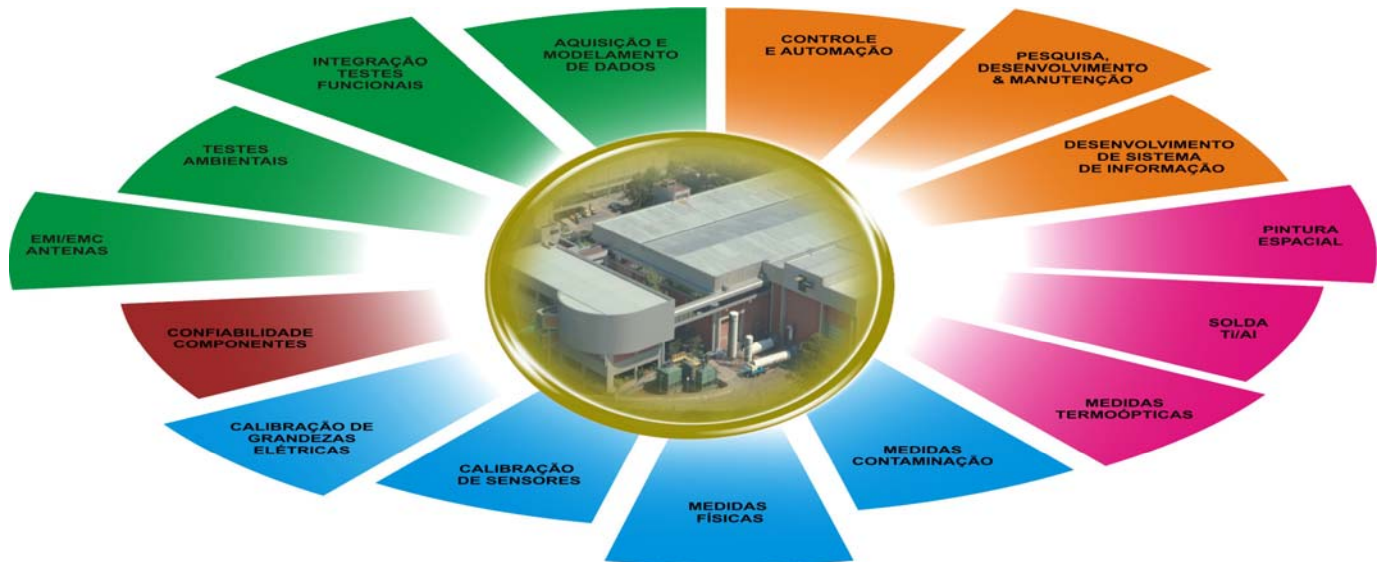 AQUISIÇÃO E
MODELAMENTO
DE DADOS
CONTROLE
E AUTOMAÇÃO
PESQUISA,
DESENVOLVIMENTO
& MANUTENÇÃO
DESENVOLVIMENTO
DE SISTEMA
DE INFORMAÇÃO
PINTURA
ESPACIAL
SOLDA
TI/Al
MEDIDAS
TERMOÓPTICAS
MEDIDAS
CONTAMINAÇÃO
MEDIDAS
FÍSICAS
CALIBRAÇÃO
DE SENSORES
CALIBRAÇÃO DE
GRANDEZAS
ELÉTRICAS
CONFIABILIDADE
COMPONENTES
EMI/EMC
ANTENAS
TESTES
AMBIENTAIS
INTEGRAÇÃO
TESTES
FUNCIONAIS